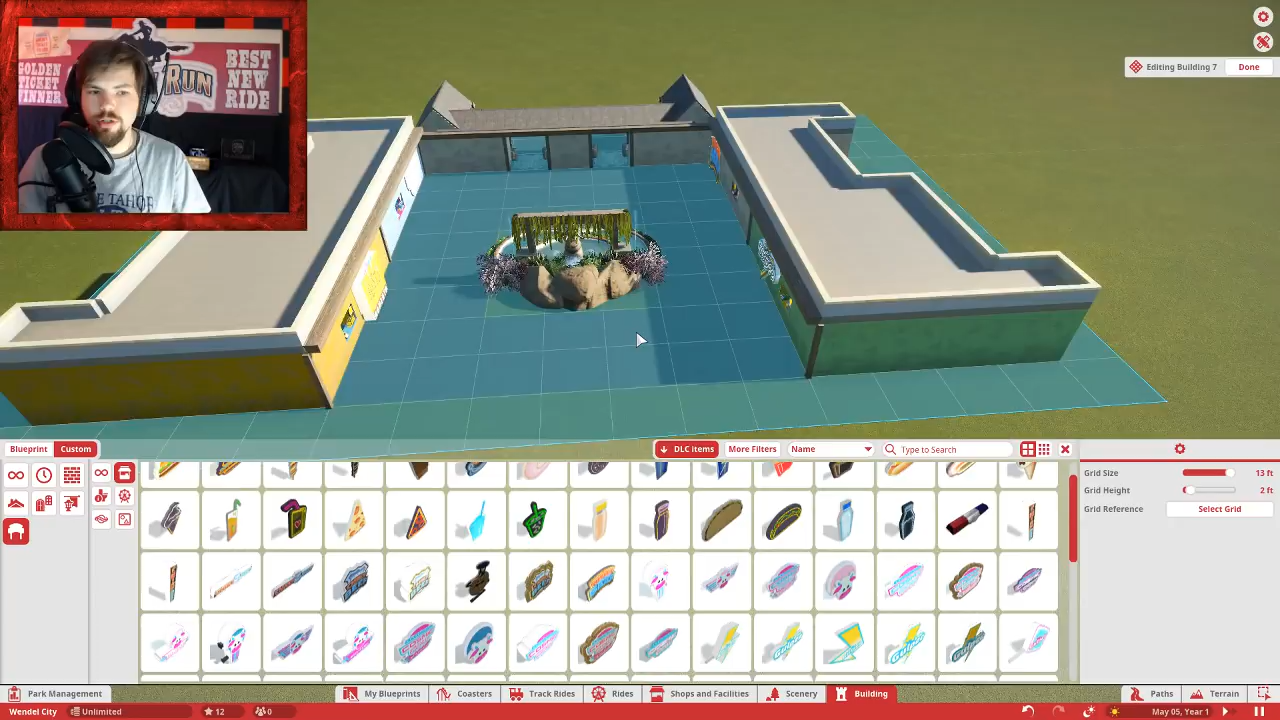 GOLDEN
TICKET
WINNER
RUN
BEST
NEW
RIDE
Editing Building 7
Done
Blueprint
Custom
DLC Items
More Filters
Name
Type to Search
Grid Size
13 ft
Grid Height
2 ft
Grid Reference
Select Grid
Park Management
My Blueprints
Coasters
Track Rides
Rides
Shops and Facilities
Scenery
Building
Paths
Terrain
Wendel City
Unlimited
12
0
May 05, Year 1